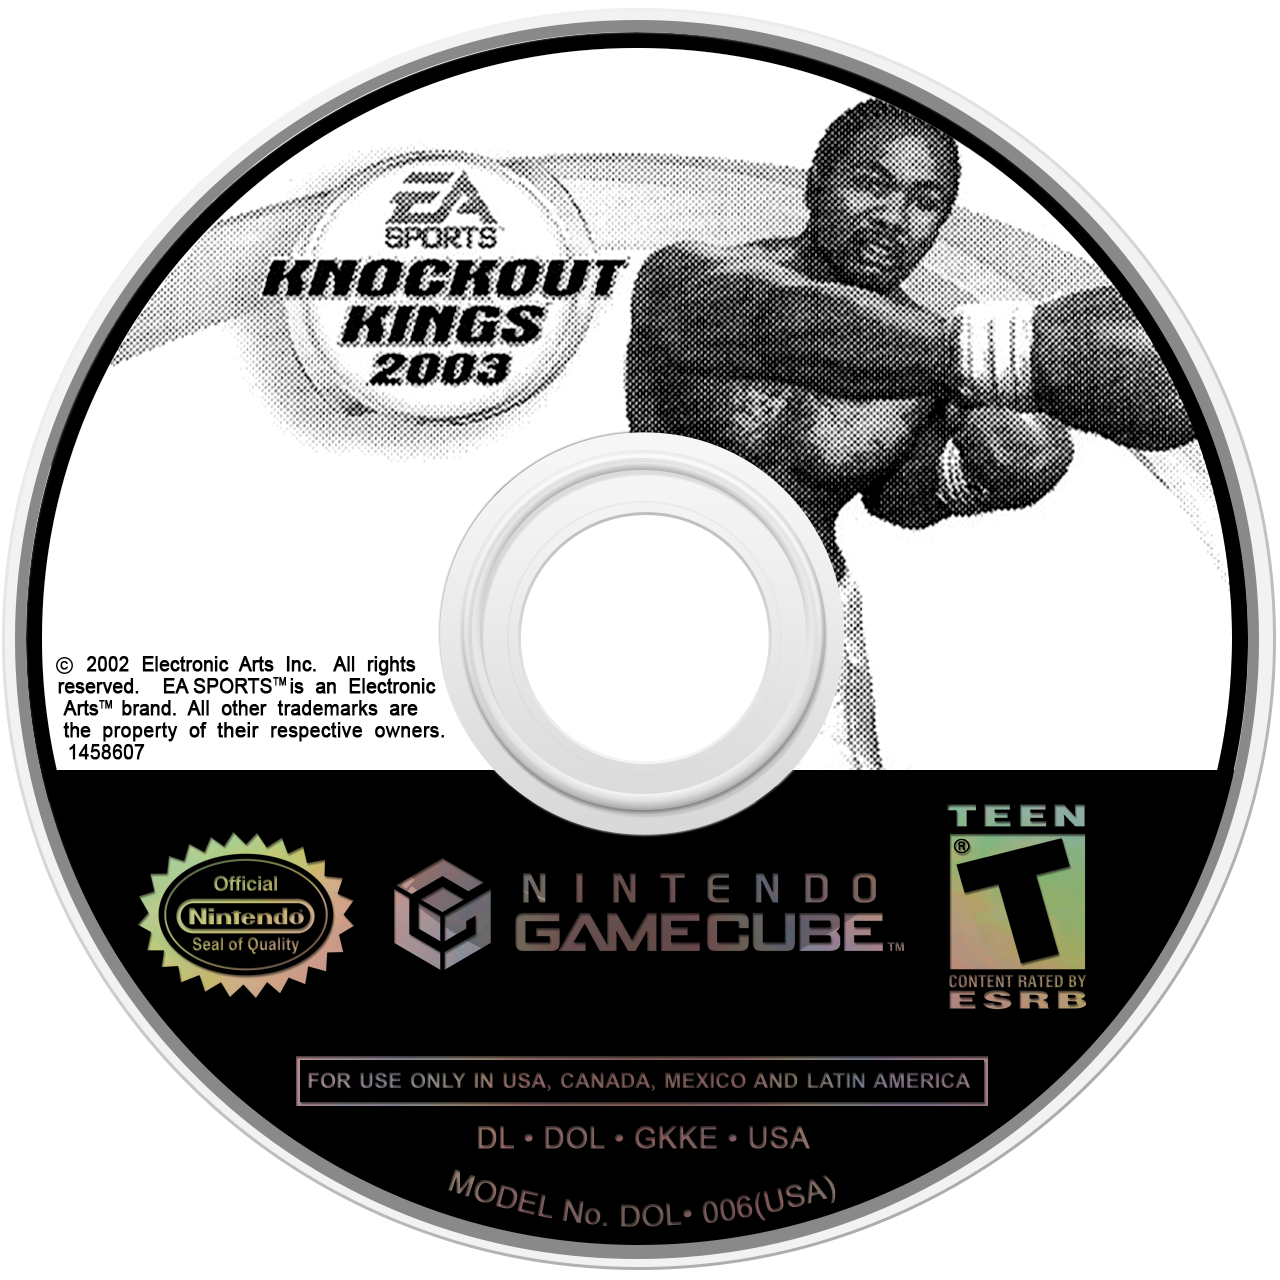 EA
SPORTS™
KNOCKOUT
KINGS
2003
© 2002 Electronic Arts Inc. All rights
reserved. EA SPORTS™ is an Electronic
Arts™ brand. All other trademarks are
the property of their respective owners.
1458607
TEEN
®
T
CONTENT RATED BY
ESRB
Official
Nintendo®
Seal of Quality
NINTENDO
GAMECUBE™
FOR USE ONLY IN USA, CANADA, MEXICO AND LATIN AMERICA
DL • DOL • GKKE • USA
MODEL No. DOL• 006(USA)